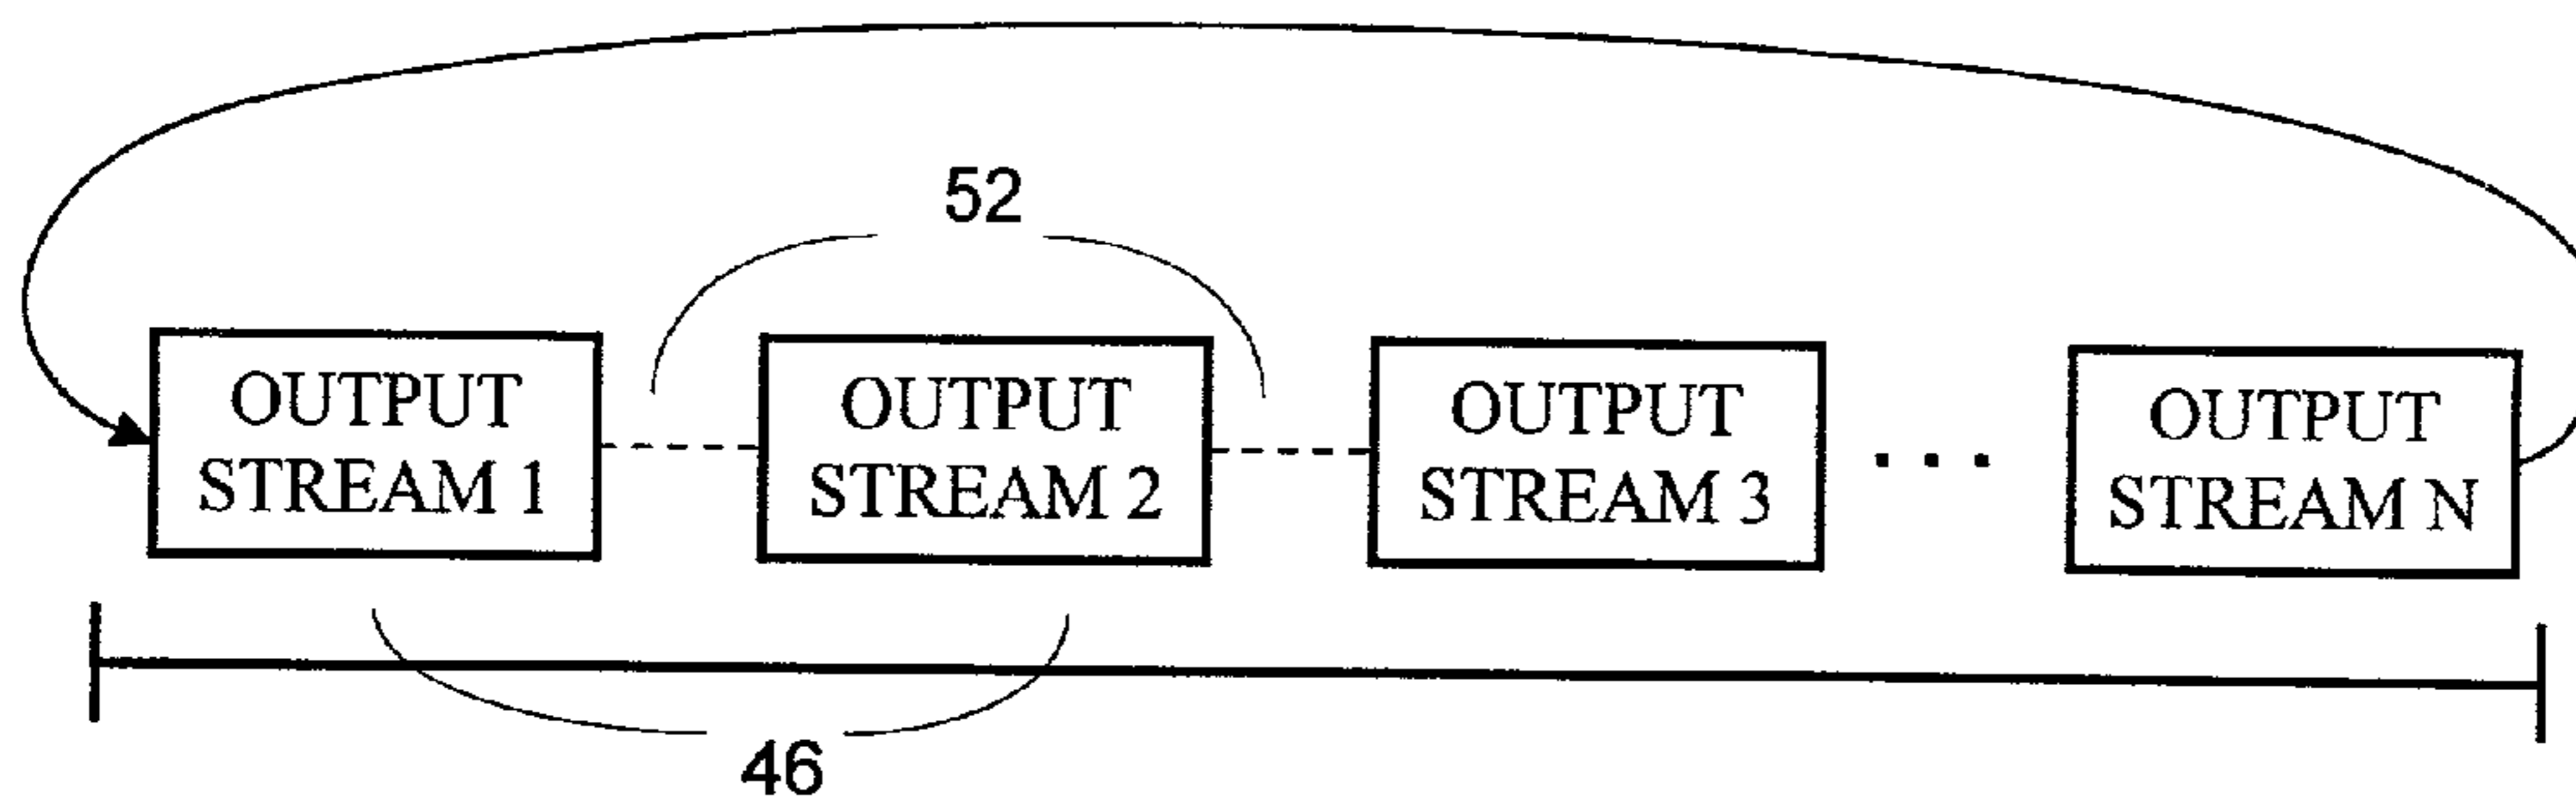 52
OUTPUT
STREAM 1
OUTPUT
STREAM 2
OUTPUT
STREAM 3
...
OUTPUT
STREAM N
46